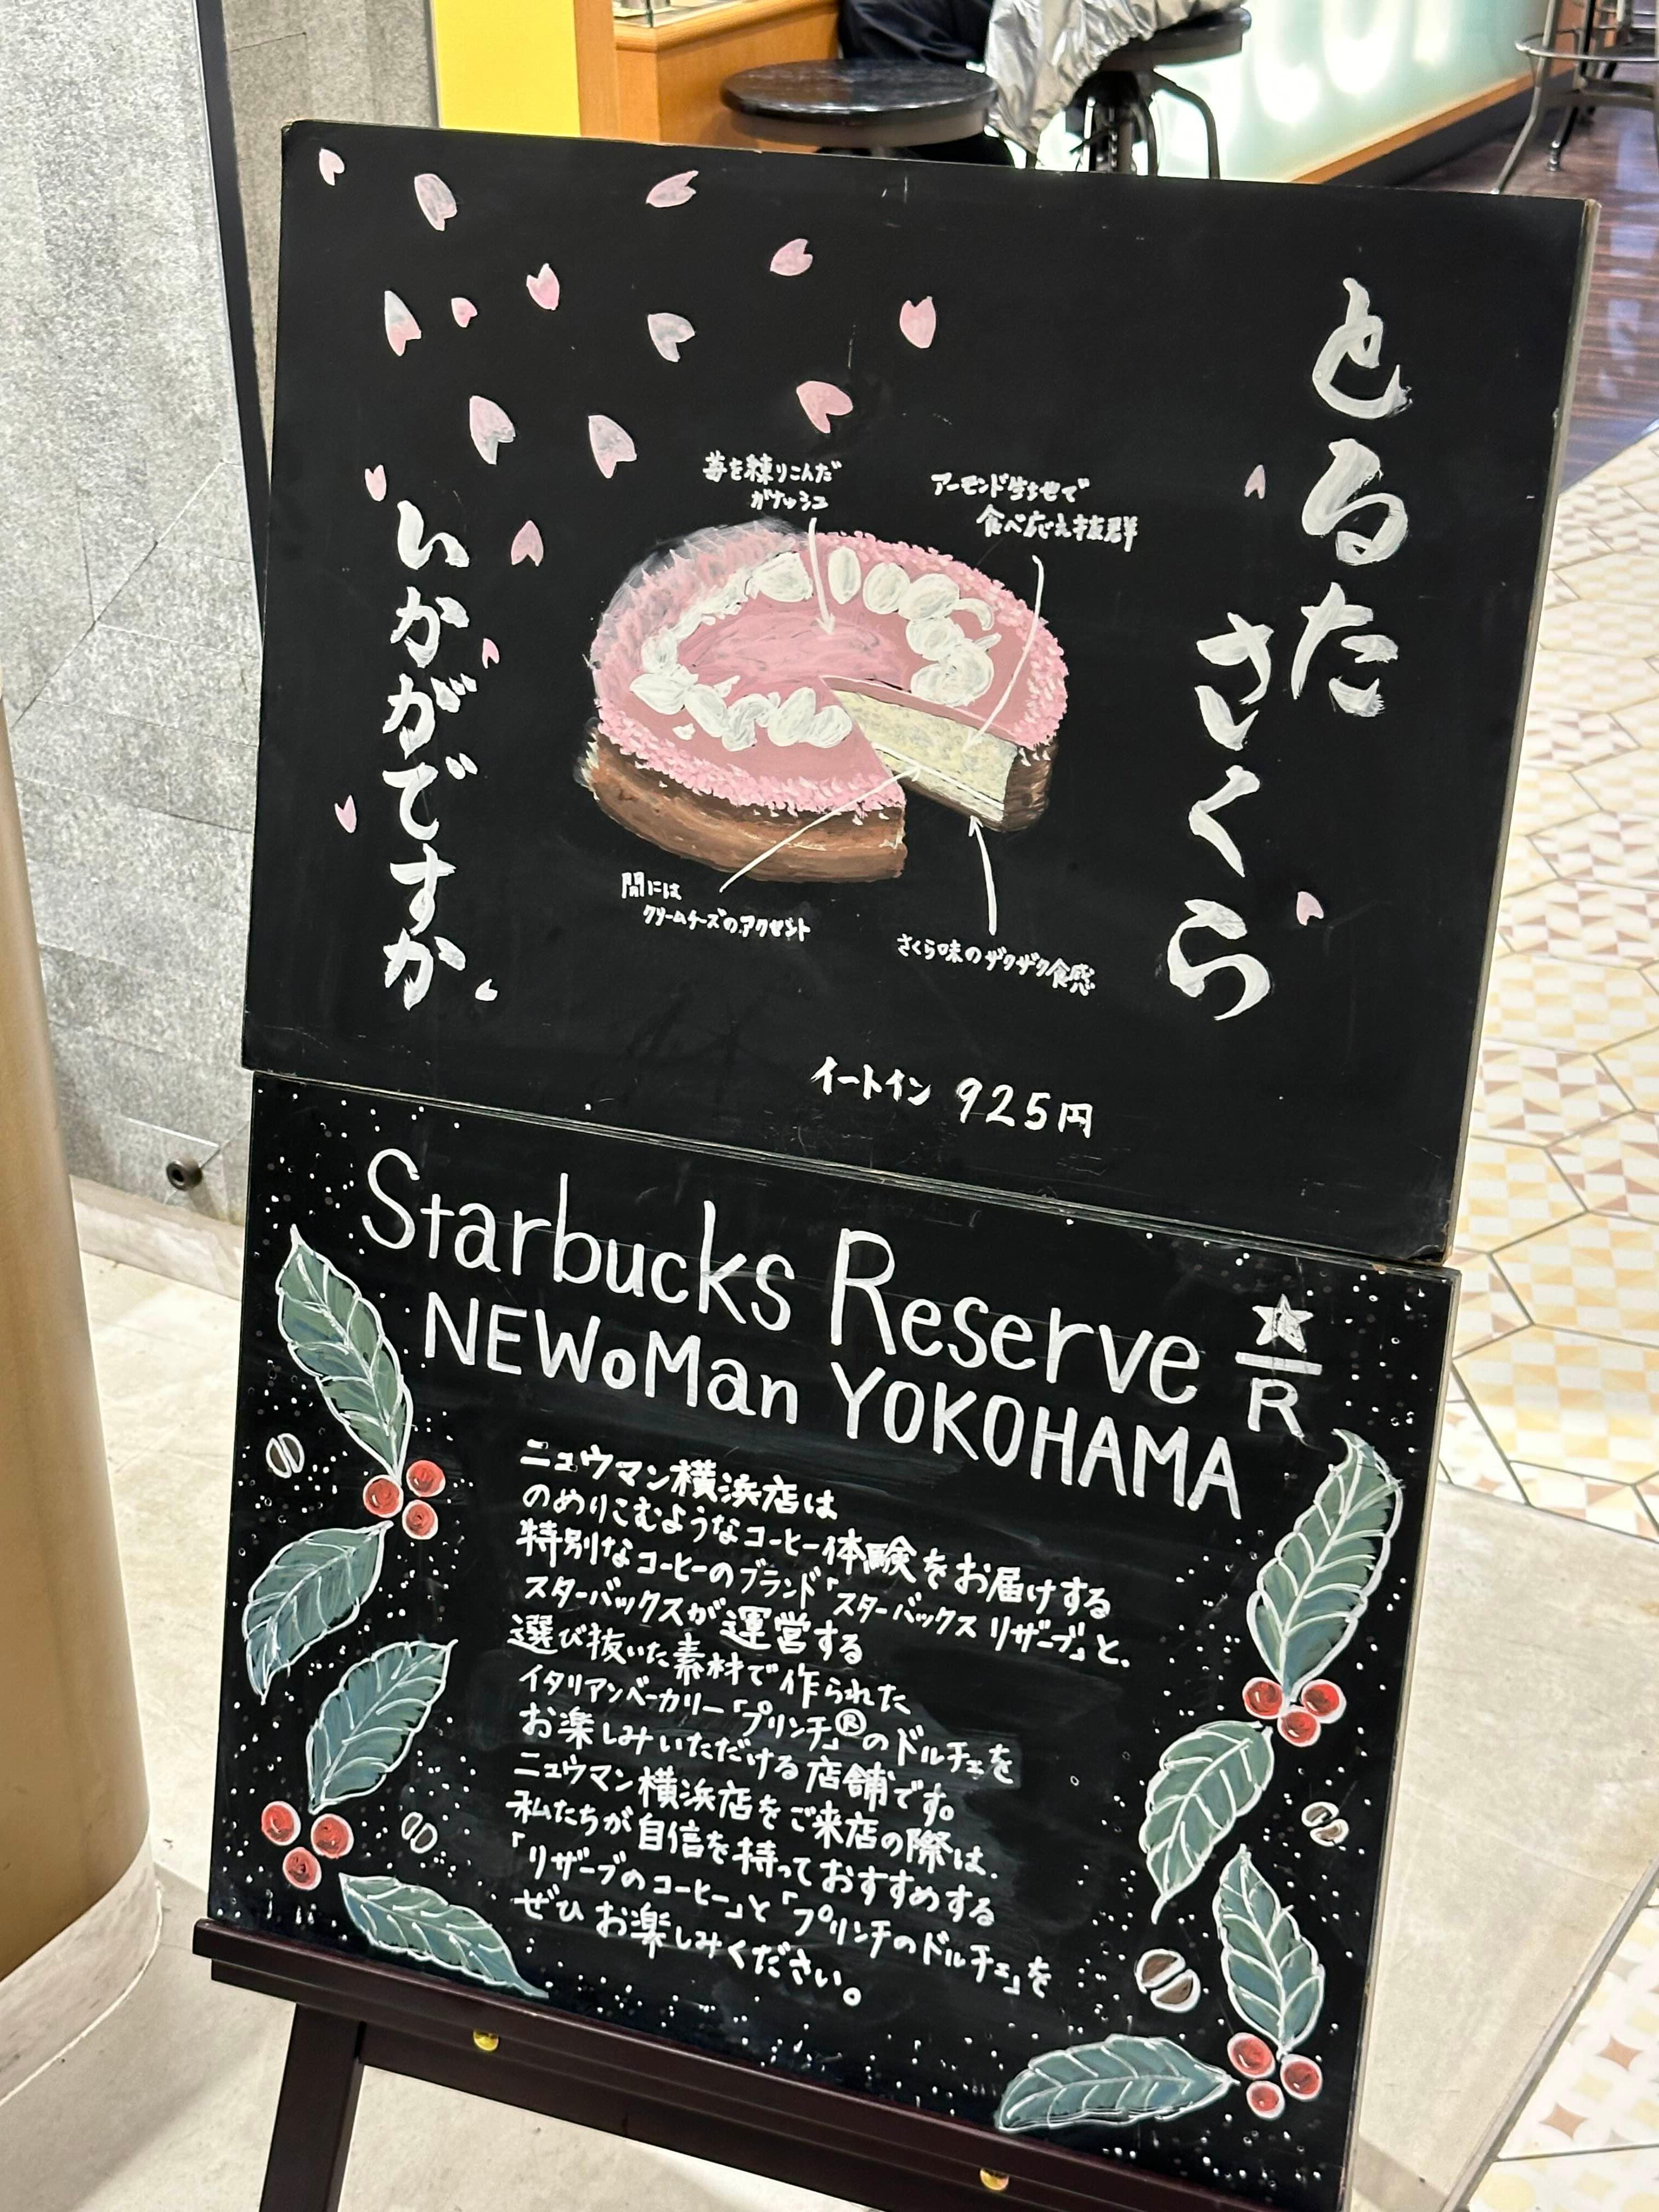 とるた
さくら
いかがですか
苺を練りこんだ
ガナッシュ
アーモンド生地で
食べ応え抜群
間には
クリームチーズのアクセント
さくら味のザクザク食感
イートイン 925円
Starbucks Reserve
NEWoMan YOKOHAMA
R
ニュウマン横浜店は
のめりこむようなコーヒー体験をお届けする
特別なコーヒーのブランド「スターバックス リザーブ」と、
スターバックスが運営する
選び抜いた素材で作られた
イタリアンベーカリー「プリンチ」®のドルチェを
お楽しみいただける店舗です。
ニュウマン横浜店をご来店の際は、
私たちが自信を持っておすすめする
「リザーブのコーヒー」と「プリンチのドルチェ」を
ぜひお楽しみください。